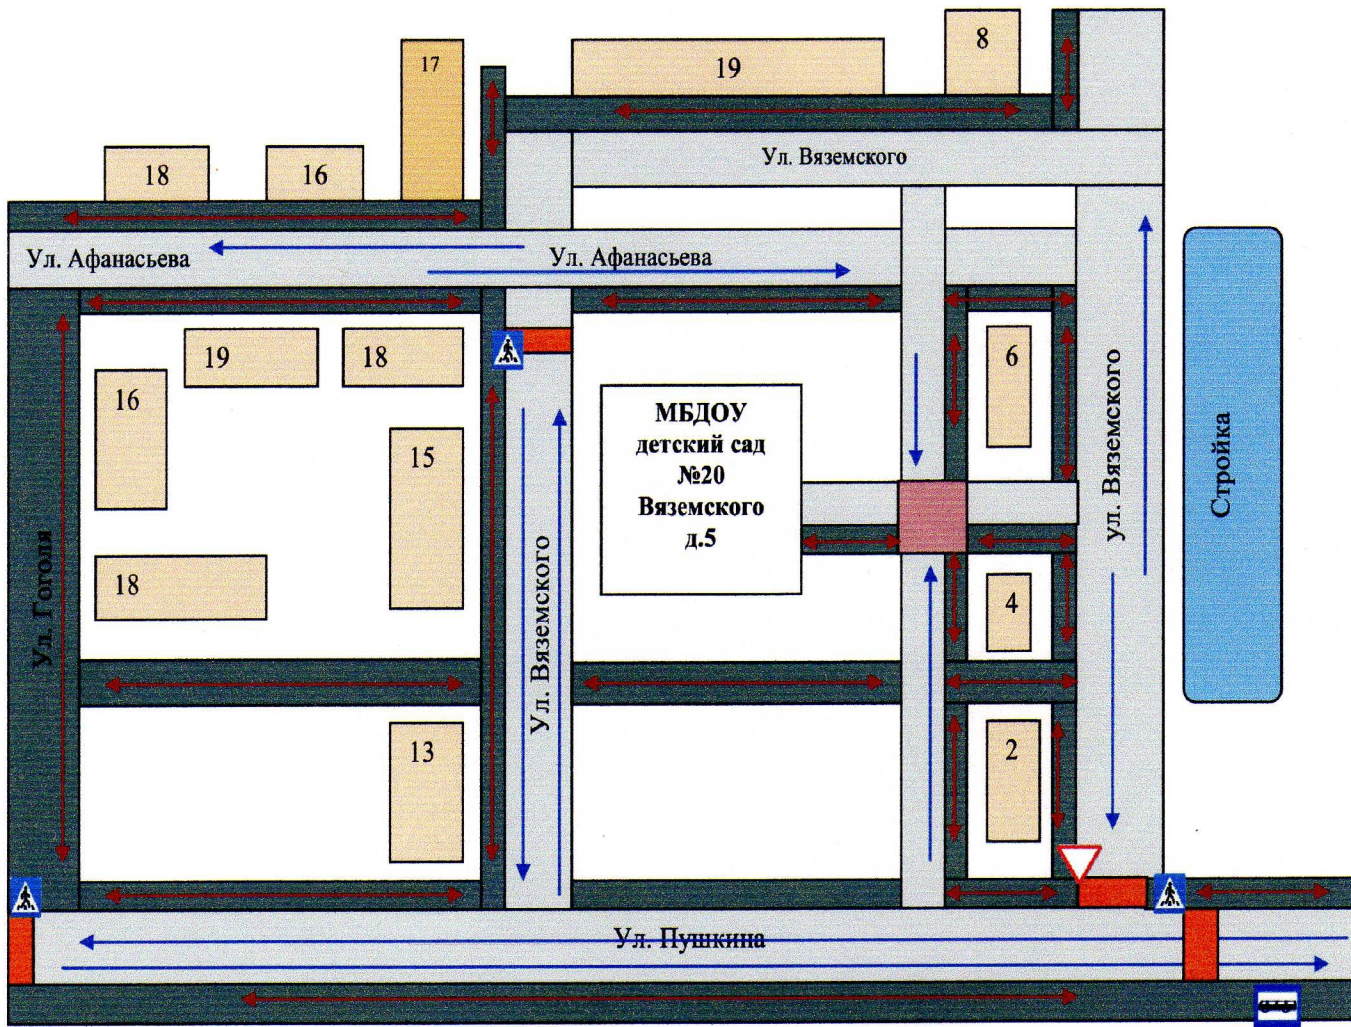 8
17
19
Ул. Вяземского
18
16
Ул. Афанасьева
Ул. Афанасьева
19
18
6
16
МБДОУ
детский сад
№20
Вяземского
д.5
15
ул. Вяземского
Стройка
18
4
Ул. Гоголя
Ул. Вяземского
13
2
Ул. Пушкина